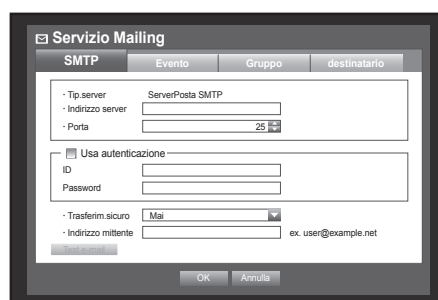 Servizio Mailing
SMTP Evento Gruppo destinatario
· Tip.server ServerPosta SMTP
· Indirizzo server
· Porta 25
Usa autenticazione
ID
Password
· Trasferim.sicuro Mai
· Indirizzo mittente ex. user@example.net
Test e-mail
OK Annulla